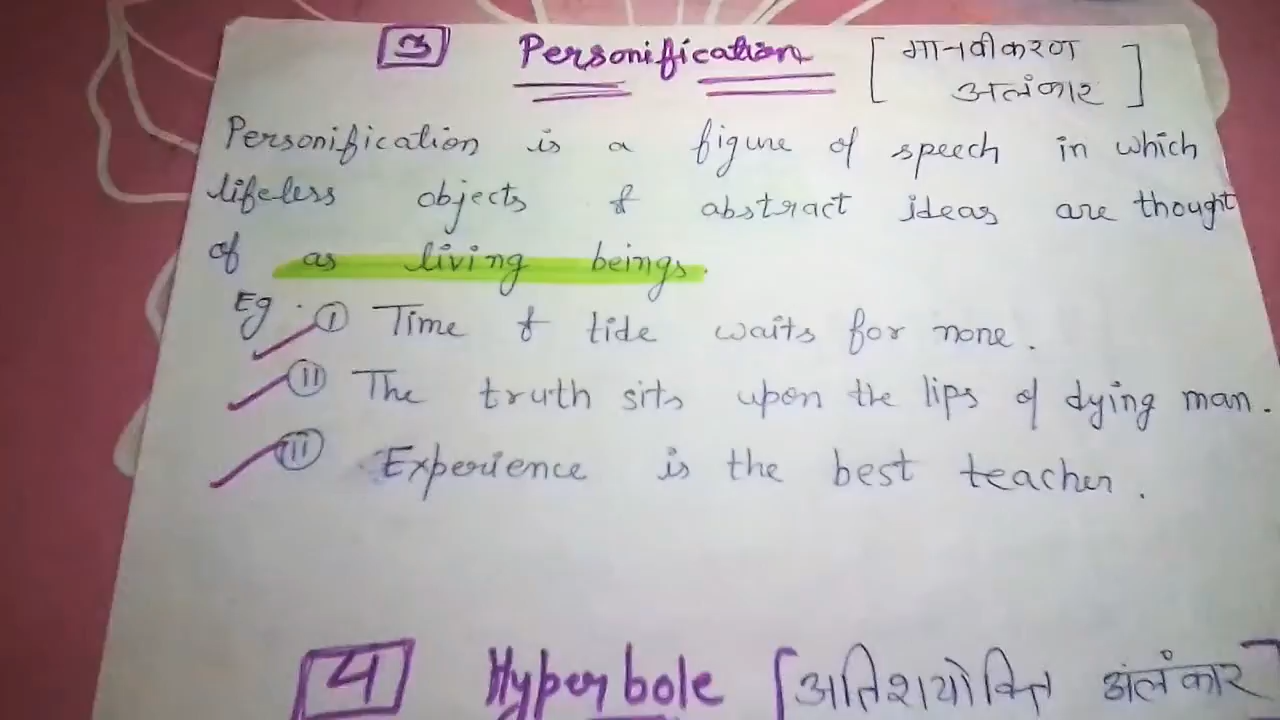 3 Personification [मानवीकरण
अलंकार]
Personification is a figure of speech in which
lifeless objects & abstract ideas are thought
of as living beings.
Eg. (I) Time & tide waits for none.
(II) The truth sits upon the lips of dying man.
(II) Experience is the best teacher.
4 Hyperbole [अतिशयोक्ति अंलंकार]